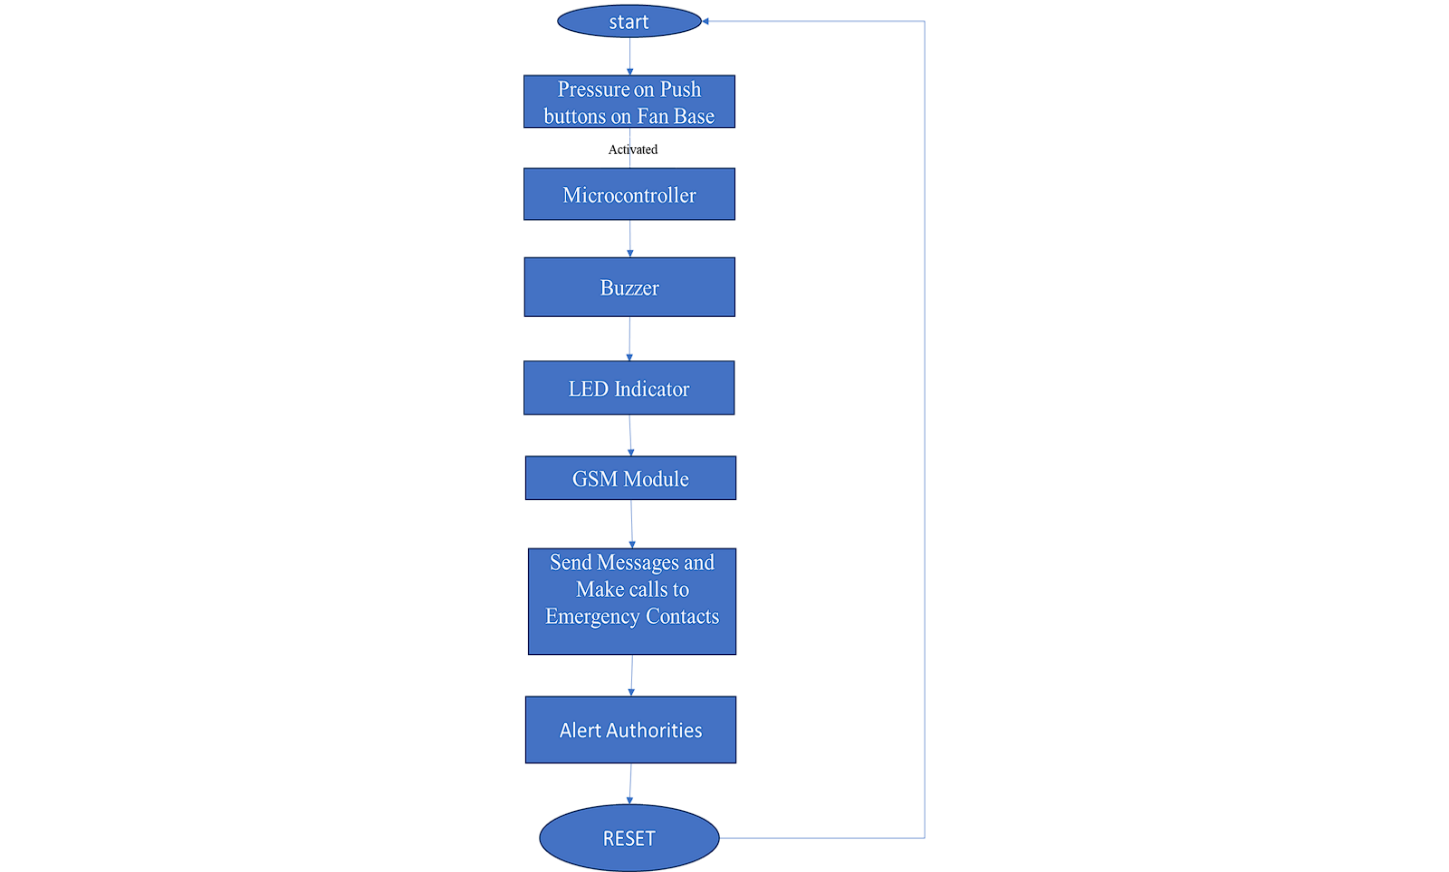 start
Pressure on Push
buttons on Fan Base
Activated
Microcontroller
Buzzer
LED Indicator
GSM Module
Send Messages and
Make calls to
Emergency Contacts
Alert Authorities
RESET